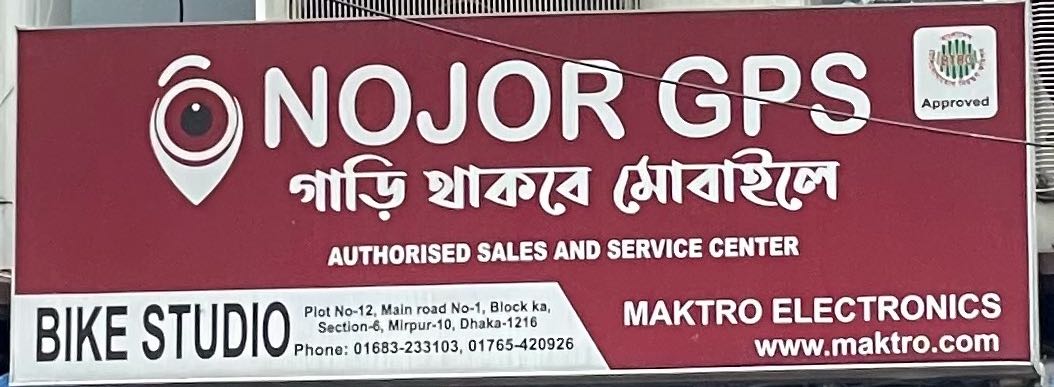 NOJOR GPS
BTRC
Approved
গাড়ি থাকবে মোবাইলে
AUTHORISED SALES AND SERVICE CENTER
BIKE STUDIO
Plot No-12, Main road No-1, Block ka,
Section-6, Mirpur-10, Dhaka-1216
Phone: 01683-233103, 01765-420926
MAKTRO ELECTRONICS
www.maktro.com